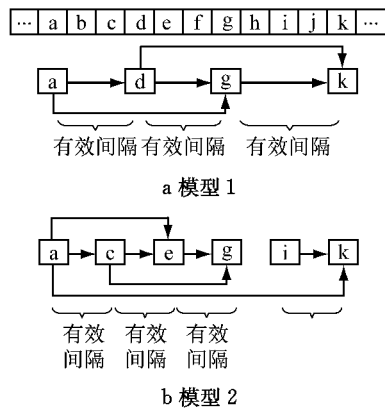 … a b c d e f g h i j k …
a d g k
有效间隔 有效间隔 有效间隔
a 模型 1
a c e g i k
有效 有效 有效
间隔 间隔 间隔
b 模型 2